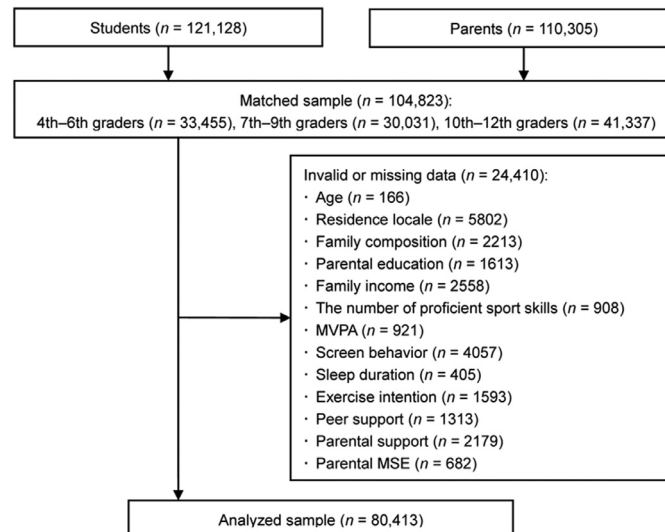 Students (n = 121,128)
Parents (n = 110,305)
Matched sample (n = 104,823):
4th–6th graders (n = 33,455), 7th–9th graders (n = 30,031), 10th–12th graders (n = 41,337)
Invalid or missing data (n = 24,410):
· Age (n = 166)
· Residence locale (n = 5802)
· Family composition (n = 2213)
· Parental education (n = 1613)
· Family income (n = 2558)
· The number of proficient sport skills (n = 908)
· MVPA (n = 921)
· Screen behavior (n = 4057)
· Sleep duration (n = 405)
· Exercise intention (n = 1593)
· Peer support (n = 1313)
· Parental support (n = 2179)
· Parental MSE (n = 682)
Analyzed sample (n = 80,413)